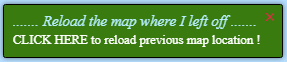 ....... Reload the map where I left off .......
CLICK HERE to reload previous map location !